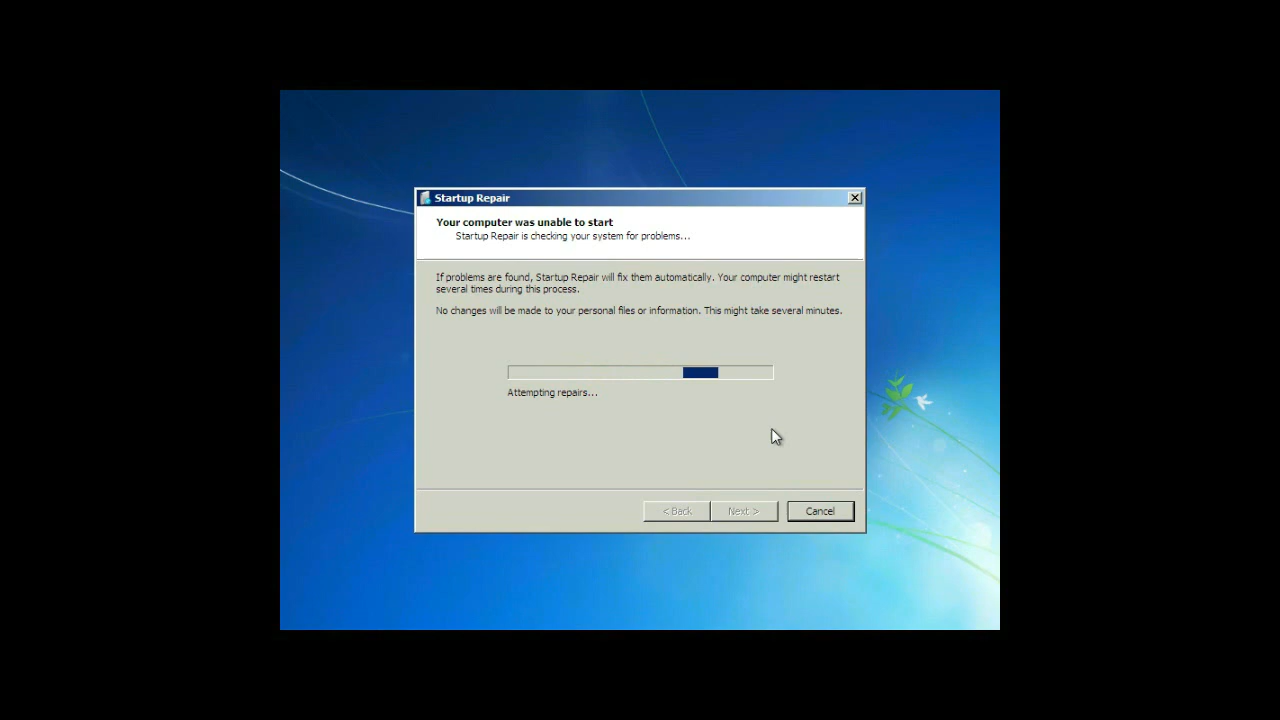 Startup Repair
Your computer was unable to start
Startup Repair is checking your system for problems...
If problems are found, Startup Repair will fix them automatically. Your computer might restart
several times during this process.
No changes will be made to your personal files or information. This might take several minutes.
Attempting repairs...
< Back
Next >
Cancel